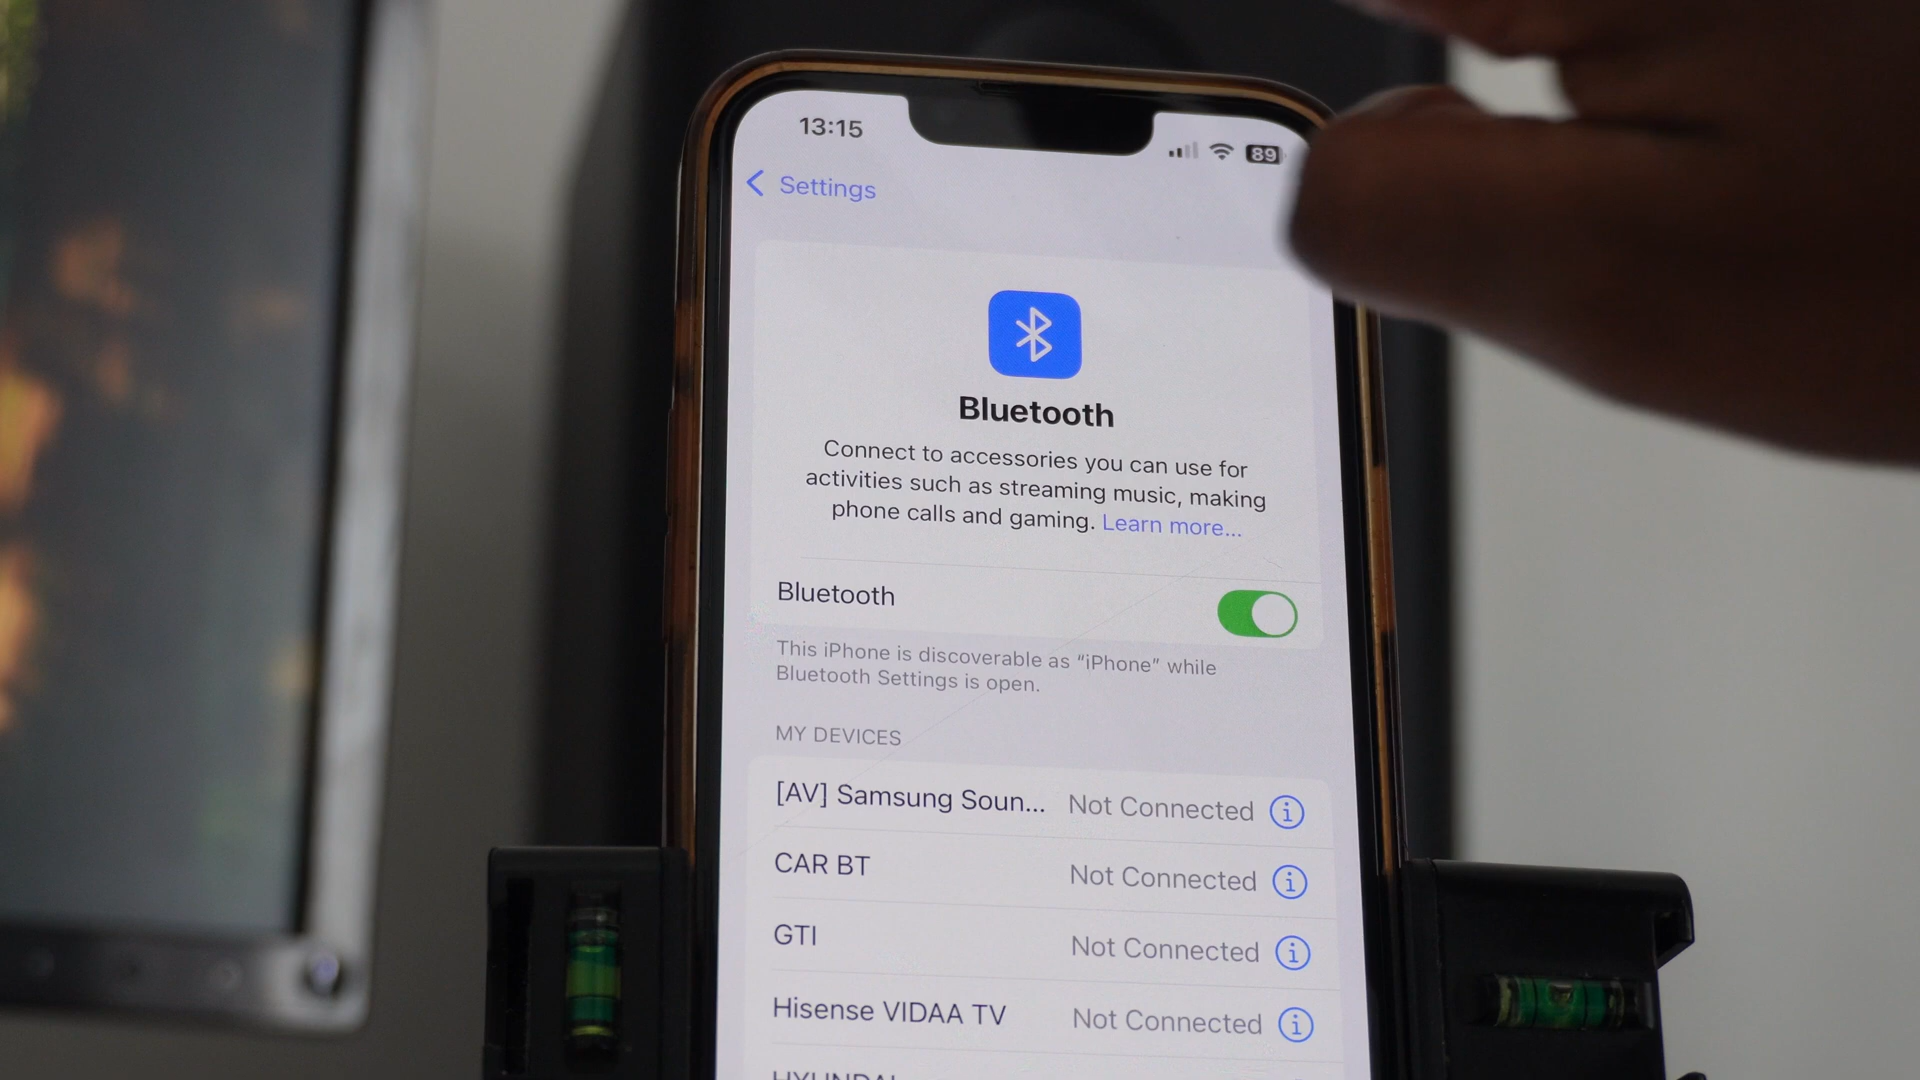 13:15
89
Settings
Bluetooth
Connect to accessories you can use for
activities such as streaming music, making
phone calls and gaming. Learn more...
Bluetooth
This iPhone is discoverable as “iPhone” while
Bluetooth Settings is open.
MY DEVICES
[AV] Samsung Soun... Not Connected
CAR BT Not Connected
GTI Not Connected
Hisense VIDAA TV Not Connected